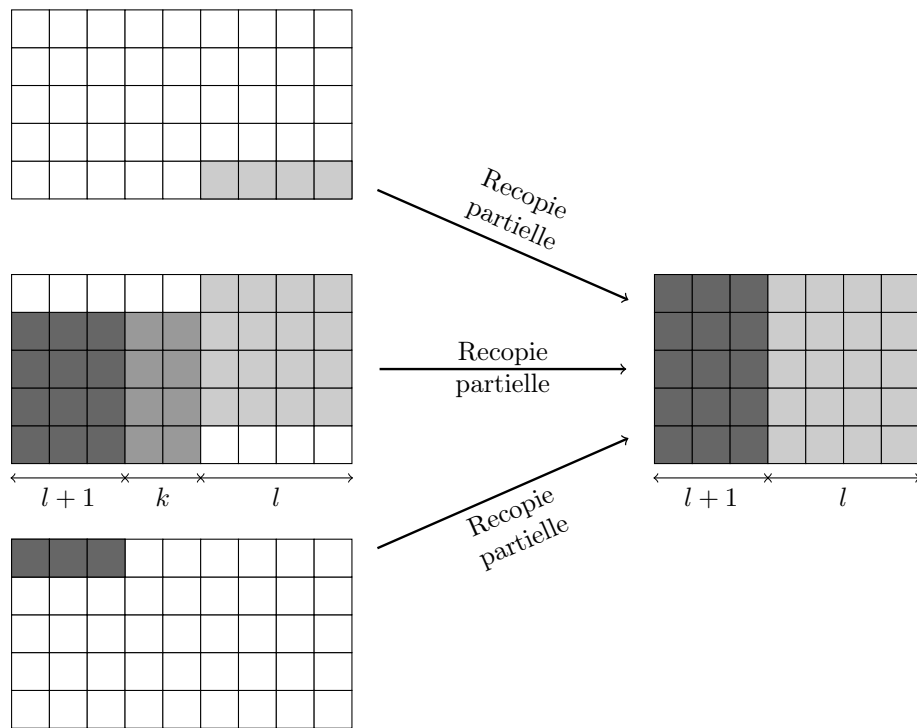 Recopie
partielle
Recopie
partielle
l + 1
k
l
l + 1
l
Recopie
partielle